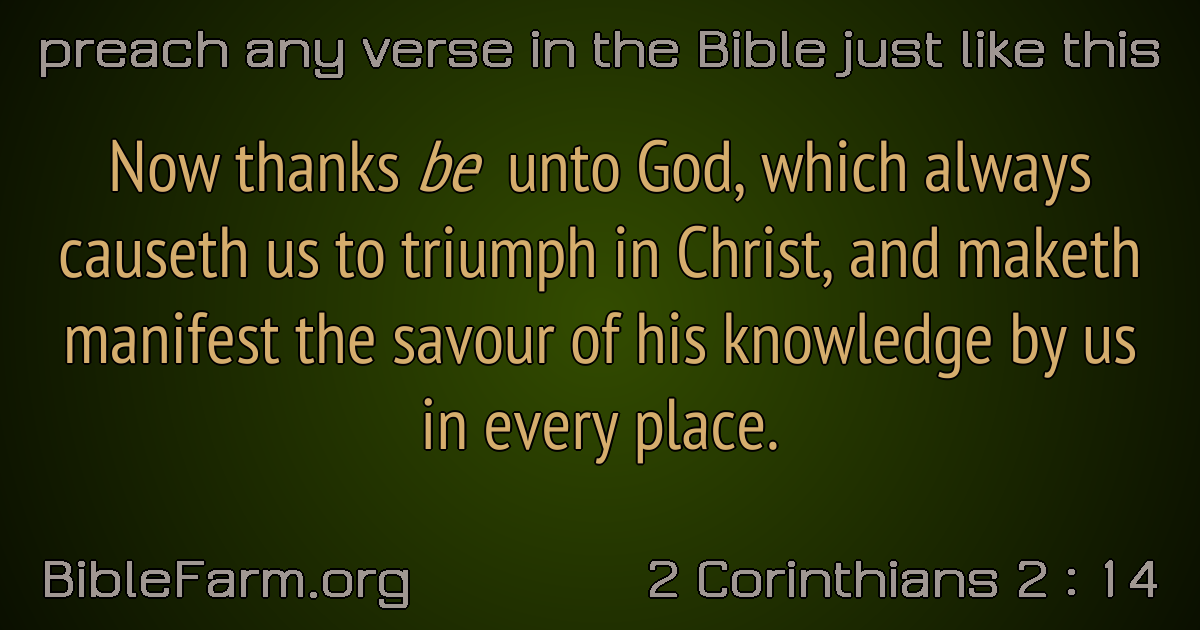 preach any verse in the Bible just like this
Now thanks be unto God, which always
causeth us to triumph in Christ, and maketh
manifest the savour of his knowledge by us
in every place.
BibleFarm.org
2 Corinthians 2 : 14